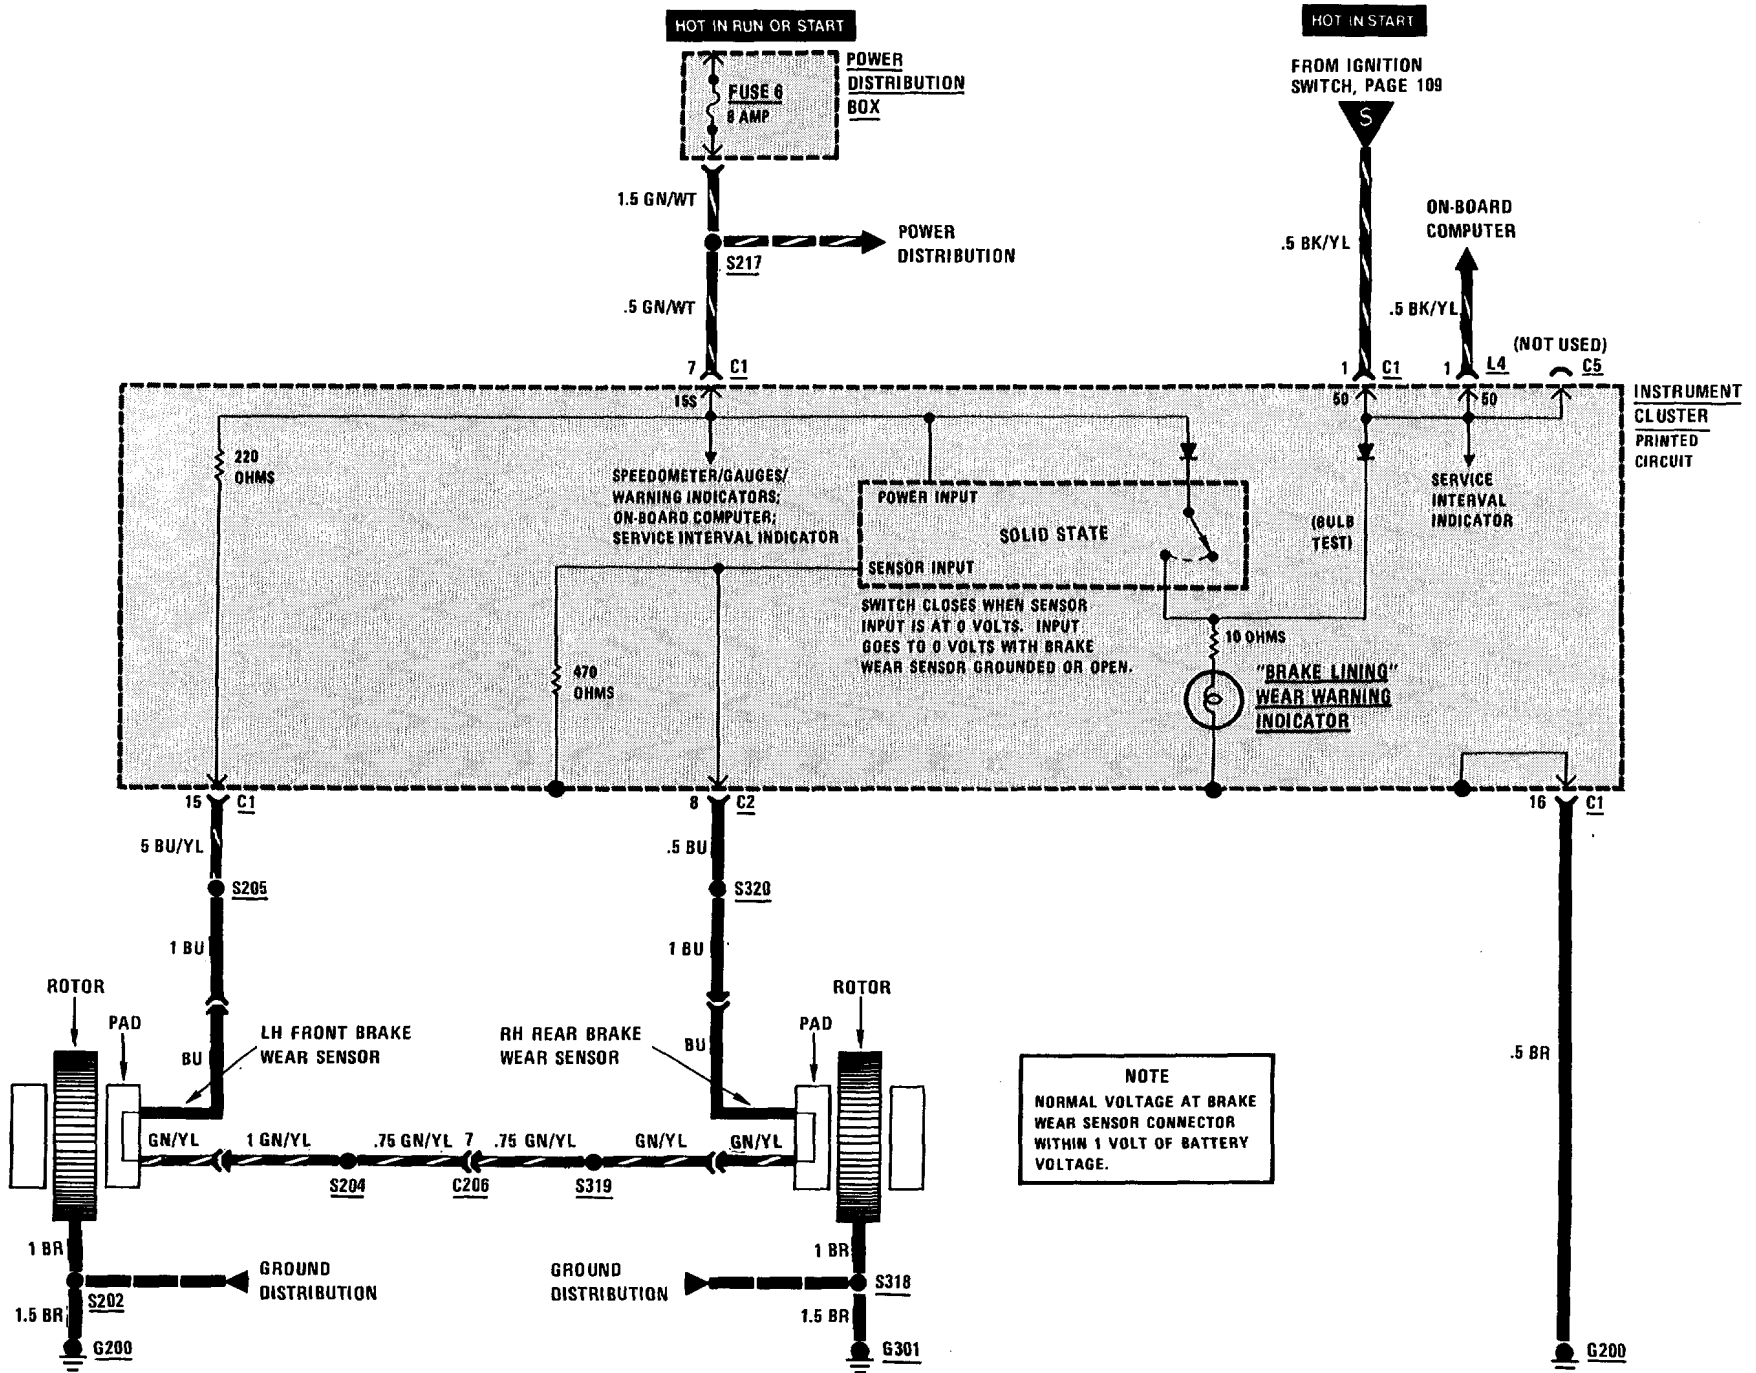 HOT IN RUN OR START
HOT IN START
POWER
DISTRIBUTION
BOX
FUSE 6
8 AMP
FROM IGNITION
SWITCH, PAGE 109
S
1.5 GN/WT
POWER
DISTRIBUTION
S217
.5 GN/WT
.5 BK/YL
ON-BOARD
COMPUTER
.5 BK/YL
(NOT USED)
7 C1
1 C1
1 L4
C5
15S
50
50
INSTRUMENT
CLUSTER
PRINTED
CIRCUIT
220
OHMS
SPEEDOMETER/GAUGES/
WARNING INDICATORS;
ON-BOARD COMPUTER;
SERVICE INTERVAL INDICATOR
POWER INPUT
SOLID STATE
SENSOR INPUT
(BULB
TEST)
SERVICE
INTERVAL
INDICATOR
SWITCH CLOSES WHEN SENSOR
INPUT IS AT 0 VOLTS. INPUT
GOES TO 0 VOLTS WITH BRAKE
WEAR SENSOR GROUNDED OR OPEN.
10 OHMS
470
OHMS
"BRAKE LINING"
WEAR WARNING
INDICATOR
15 C1
8 C2
16 C1
5 BU/YL
.5 BU
S205
S320
1 BU
1 BU
ROTOR
PAD
LH FRONT BRAKE
WEAR SENSOR
BU
RH REAR BRAKE
WEAR SENSOR
BU
PAD
ROTOR
.5 BR
NOTE
NORMAL VOLTAGE AT BRAKE
WEAR SENSOR CONNECTOR
WITHIN 1 VOLT OF BATTERY
VOLTAGE.
GN/YL
1 GN/YL
.75 GN/YL
7
.75 GN/YL
GN/YL
GN/YL
S204
C206
S319
1 BR
GROUND
DISTRIBUTION
S202
1.5 BR
G200
GROUND
DISTRIBUTION
1 BR
S318
1.5 BR
G301
G200